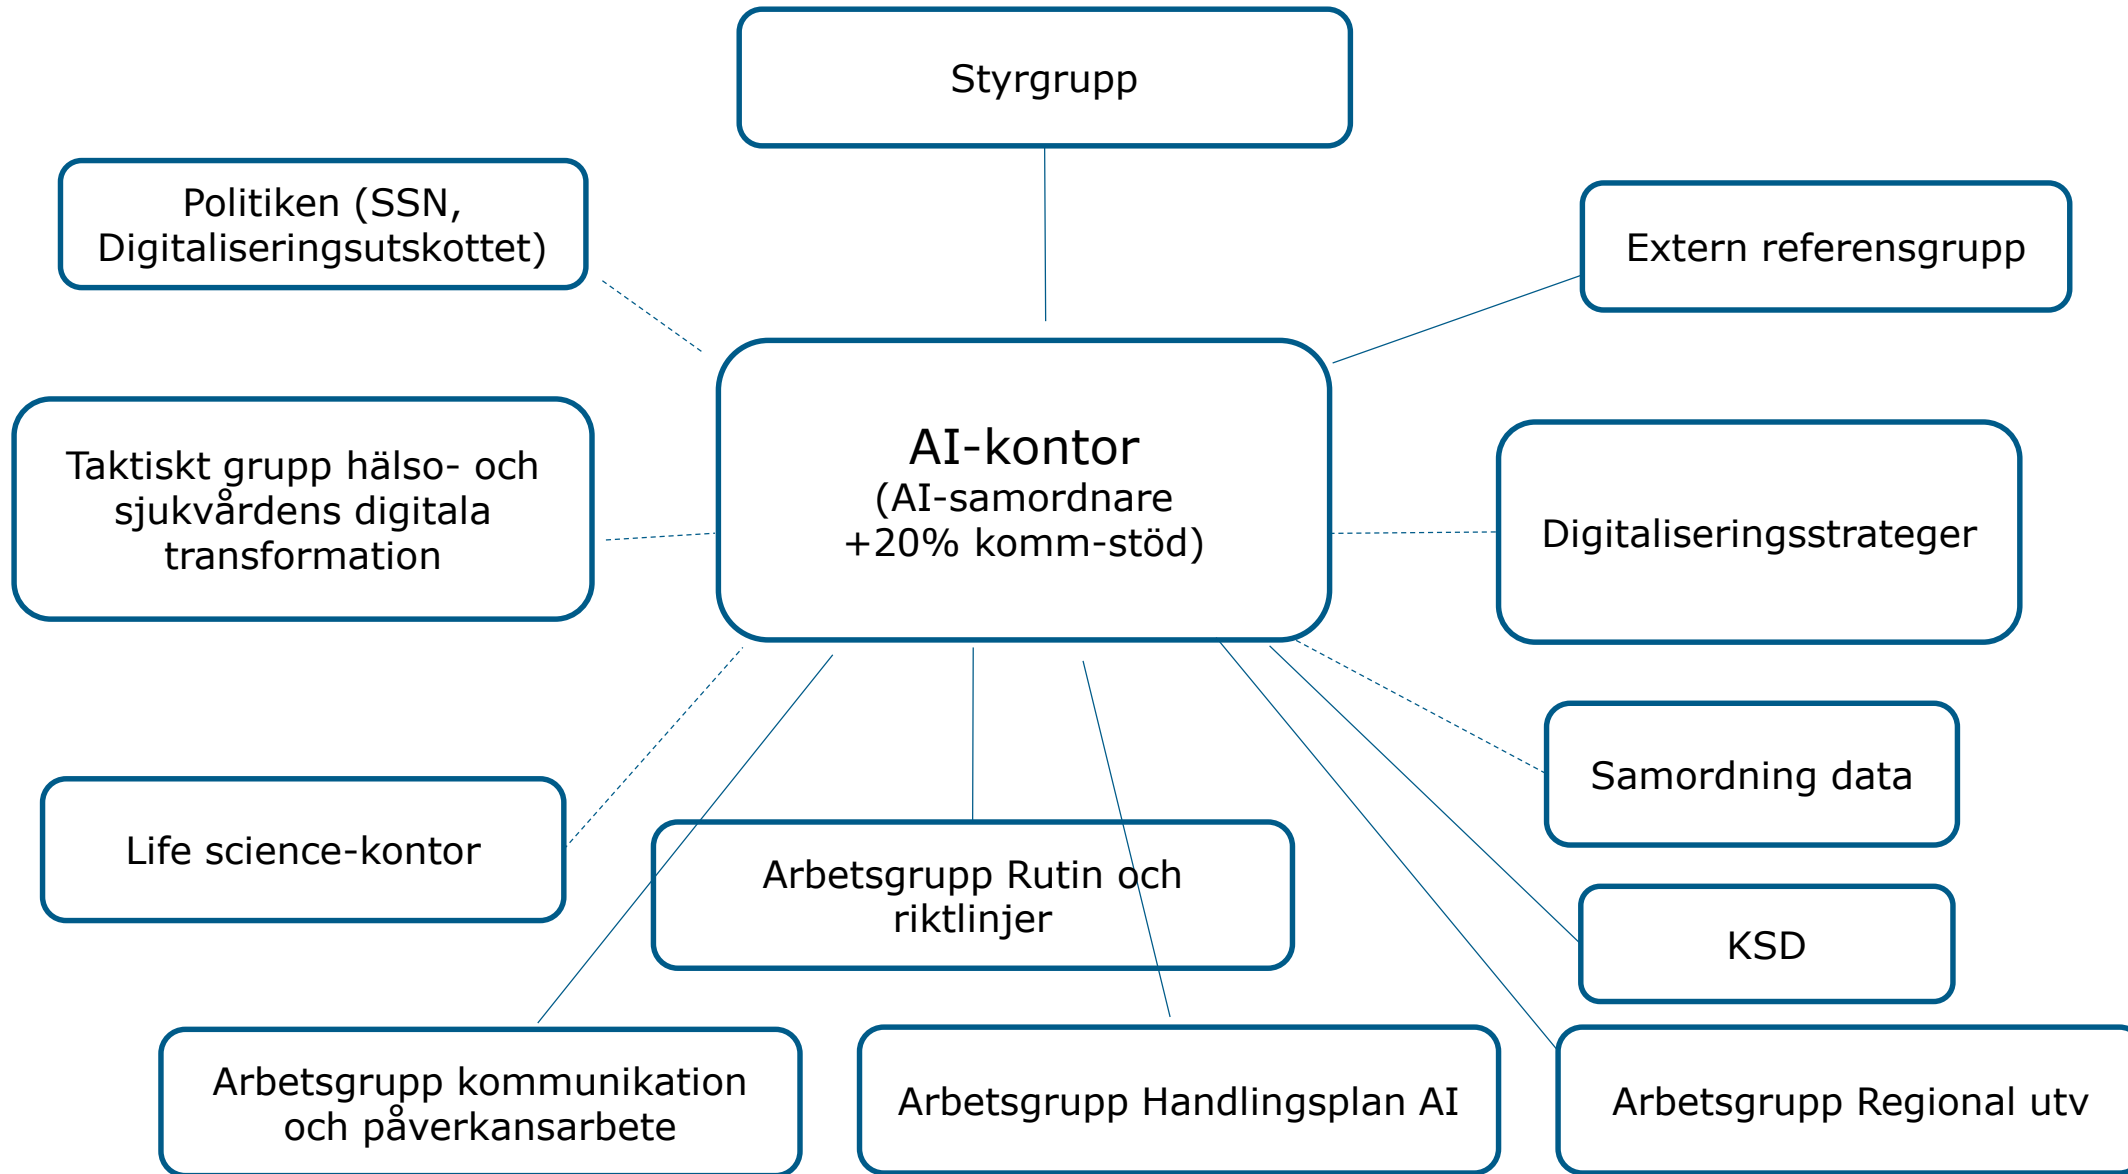 Styrgrupp
Politiken (SSN,
Digitaliseringsutskottet)
Extern referensgrupp
AI-kontor
(AI-samordnare
+20% komm-stöd)
Taktiskt grupp hälso- och
sjukvårdens digitala
transformation
Digitaliseringsstrateger
Samordning data
Life science-kontor
Arbetsgrupp Rutin och
riktlinjer
KSD
Arbetsgrupp kommunikation
och påverkansarbete
Arbetsgrupp Handlingsplan AI
Arbetsgrupp Regional utv